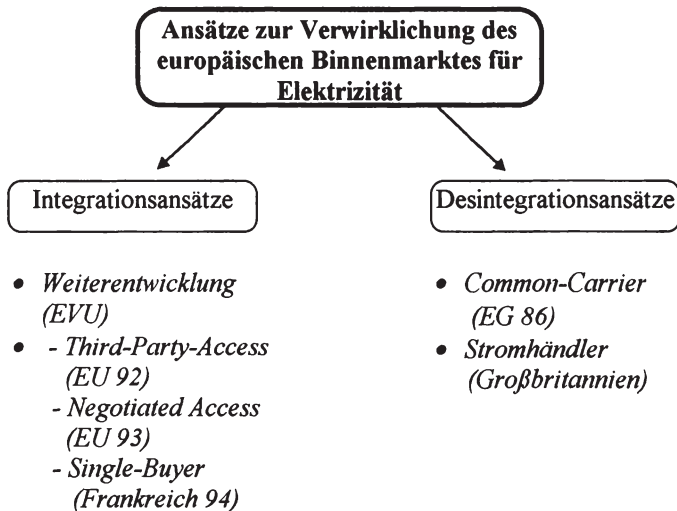 Ansätze zur Verwirklichung des
europäischen Binnenmarktes für
Elektrizität
Integrationsansätze
• Weiterentwicklung
(EVU)
• - Third-Party-Access
(EU 92)
- Negotiated Access
(EU 93)
- Single-Buyer
(Frankreich 94)
Desintegrationsansätze
• Common-Carrier
(EG 86)
• Stromhändler
(Großbritannien)